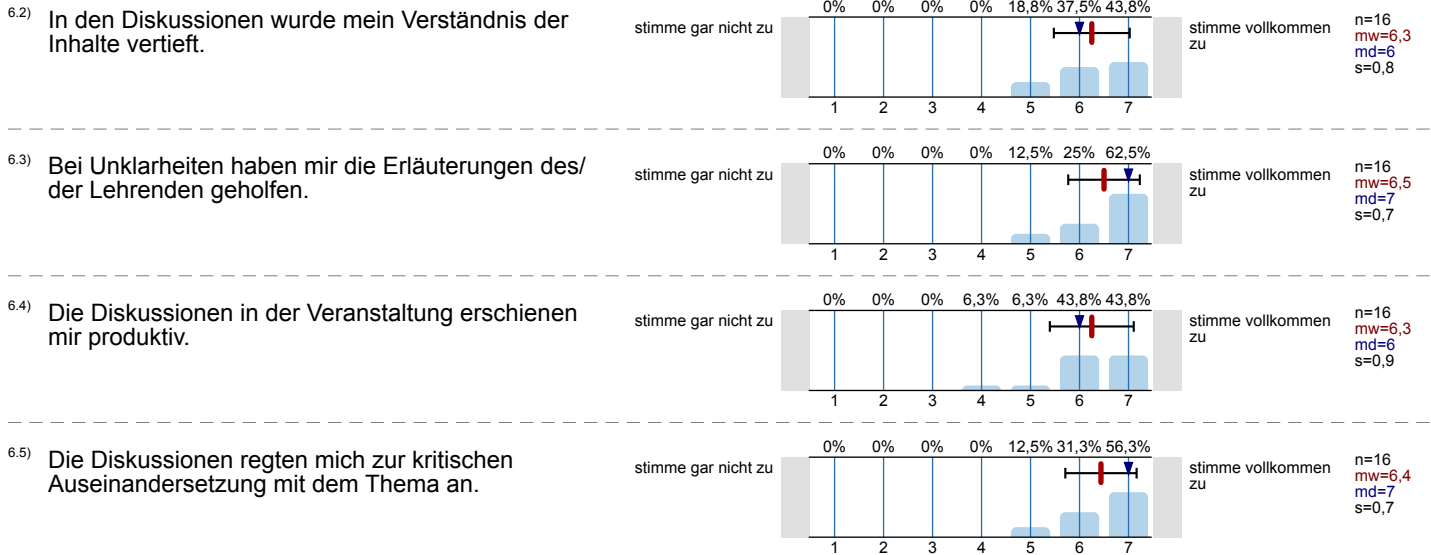 6.2) In den Diskussionen wurde mein Verständnis der
Inhalte vertieft.
stimme gar nicht zu
0% 0% 0% 0% 18,8% 37,5% 43,8%
1 2 3 4 5 6 7
stimme vollkommen
zu
n=16
mw=6,3
md=6
s=0,8
6.3) Bei Unklarheiten haben mir die Erläuterungen des/
der Lehrenden geholfen.
stimme gar nicht zu
0% 0% 0% 0% 12,5% 25% 62,5%
1 2 3 4 5 6 7
stimme vollkommen
zu
n=16
mw=6,5
md=7
s=0,7
6.4) Die Diskussionen in der Veranstaltung erschienen
mir produktiv.
stimme gar nicht zu
0% 0% 0% 6,3% 6,3% 43,8% 43,8%
1 2 3 4 5 6 7
stimme vollkommen
zu
n=16
mw=6,3
md=6
s=0,9
6.5) Die Diskussionen regten mich zur kritischen
Auseinandersetzung mit dem Thema an.
stimme gar nicht zu
0% 0% 0% 0% 12,5% 31,3% 56,3%
1 2 3 4 5 6 7
stimme vollkommen
zu
n=16
mw=6,4
md=7
s=0,7